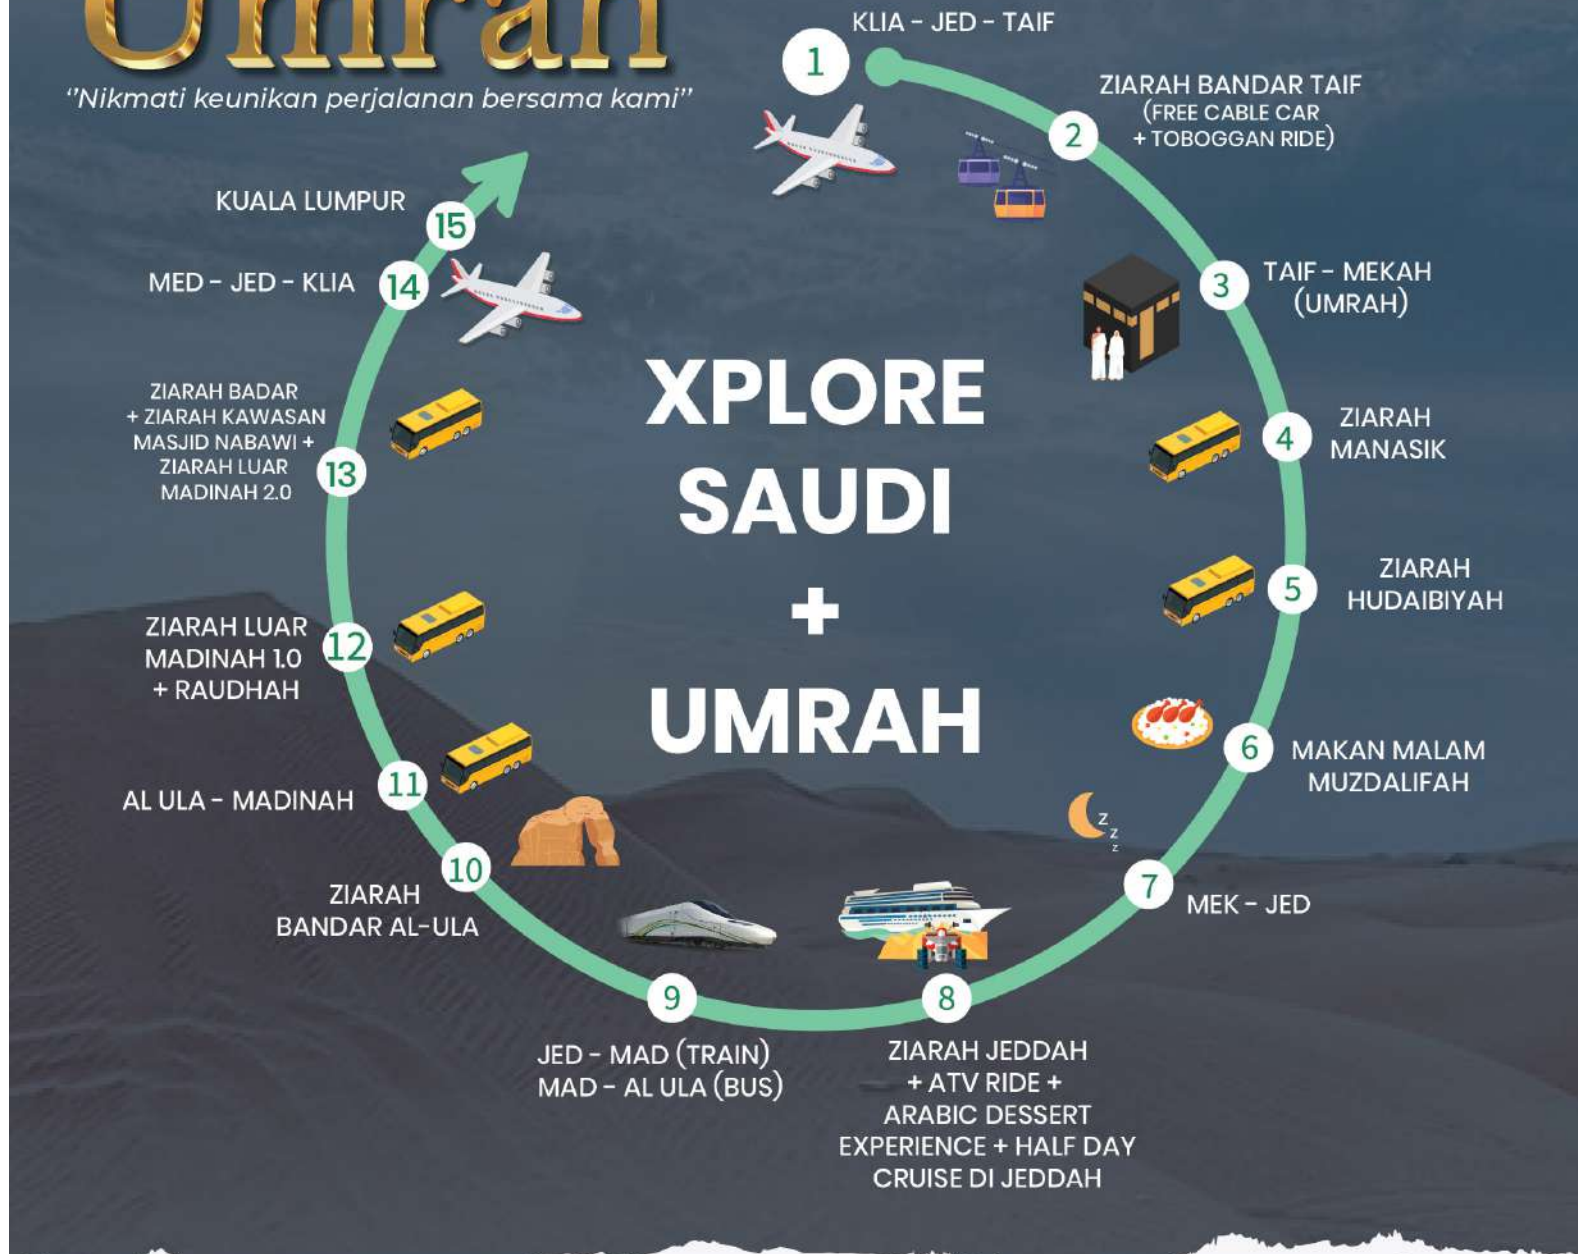 Umrah
"Nikmati keunikan perjalanan bersama kami"
XPLORE
SAUDI
+
UMRAH
1
KLIA - JED - TAIF
2
ZIARAH BANDAR TAIF
(FREE CABLE CAR
+ TOBOGGAN RIDE)
3
TAIF - MEKAH
(UMRAH)
4
ZIARAH
MANASIK
5
ZIARAH
HUDAIBIYAH
6
MAKAN MALAM
MUZDALIFAH
z
z
z
7
MEK - JED
8
ZIARAH JEDDAH
+ ATV RIDE +
ARABIC DESSERT
EXPERIENCE + HALF DAY
CRUISE DI JEDDAH
9
JED - MAD (TRAIN)
MAD - AL ULA (BUS)
10
ZIARAH
BANDAR AL-ULA
11
AL ULA - MADINAH
12
ZIARAH LUAR
MADINAH 1.0
+ RAUDHAH
13
ZIARAH BADAR
+ ZIARAH KAWASAN
MASJID NABAWI +
ZIARAH LUAR
MADINAH 2.0
14
MED - JED - KLIA
15
KUALA LUMPUR